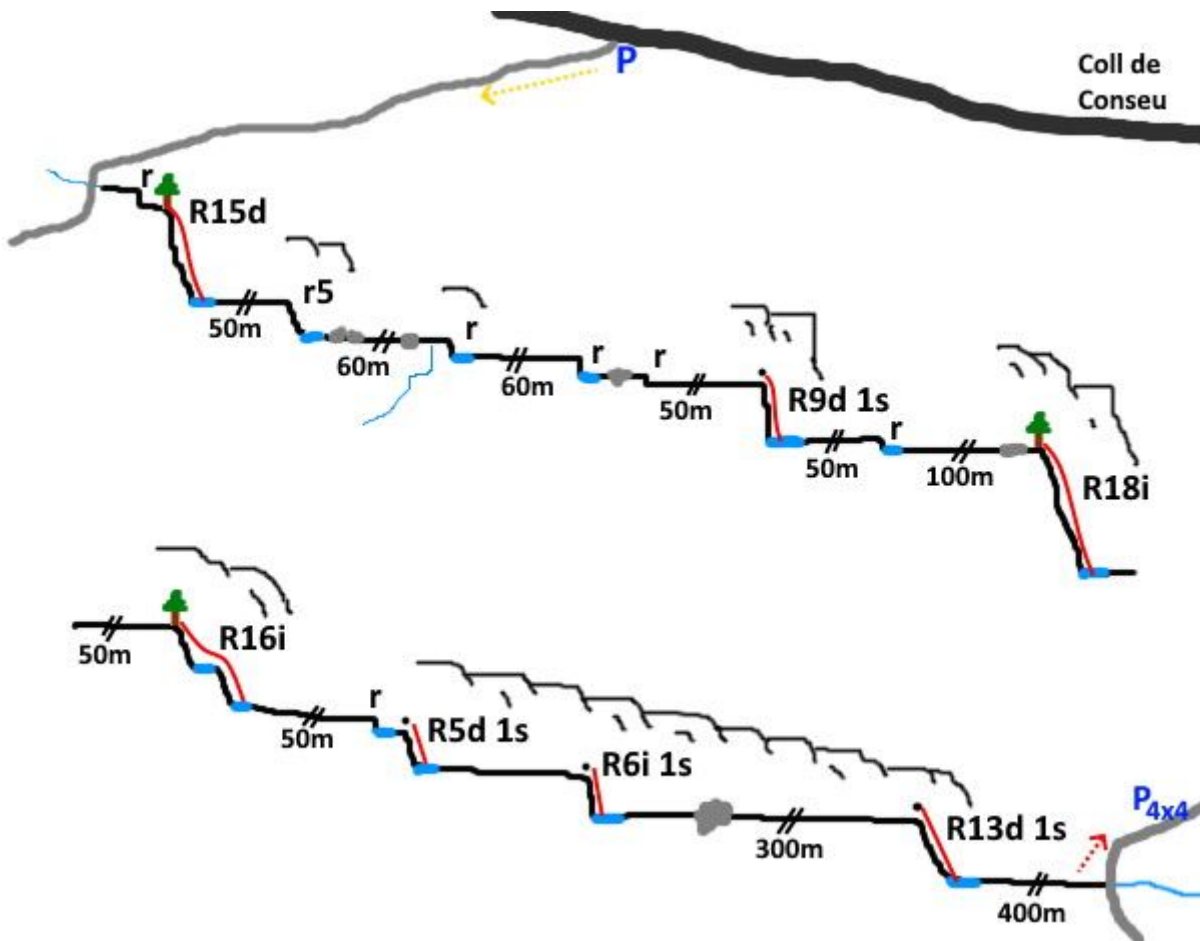 P
Coll de
Conseu
r
R15d
50m
r5
60m
r
60m
r
r
50m
R9d 1s
50m
r
100m
R18i
50m
R16i
50m
r
R5d 1s
R6i 1s
300m
R13d 1s
400m
P4x4